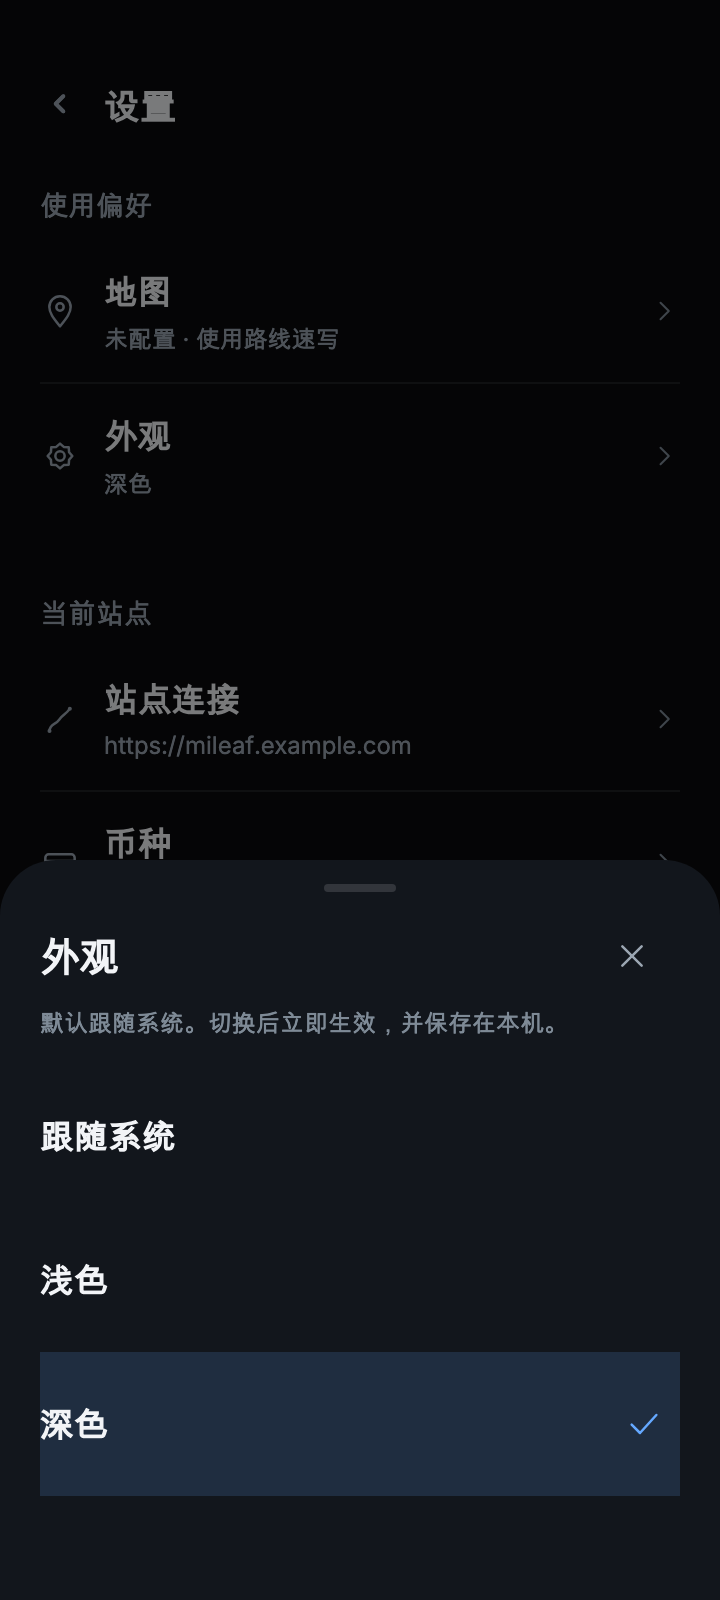 设置
使用偏好
地图
未配置 · 使用路线速写
外观
深色
当前站点
站点连接
https://mileaf.example.com
币种
外观
默认跟随系统。切换后立即生效，并保存在本机。
跟随系统
浅色
深色